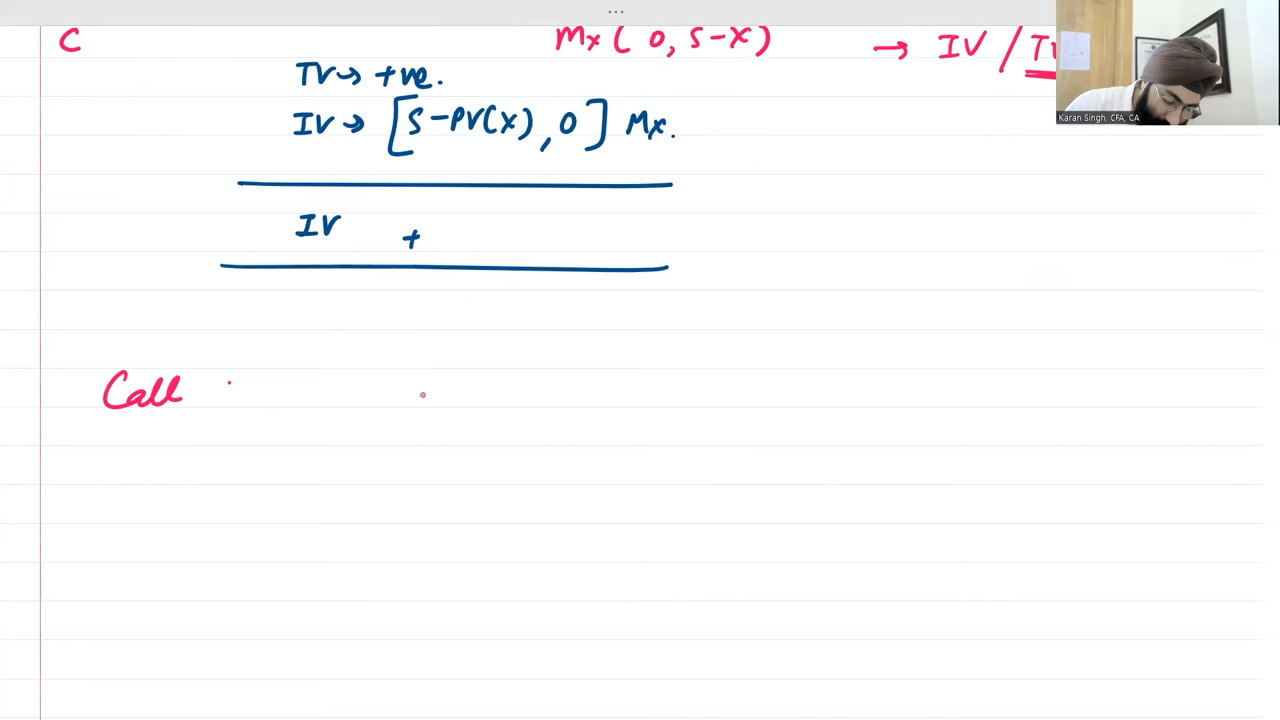 C Mx ( 0, S-X) → IV / TV
TV → +ve.
IV → [S-PV(X), 0] Mx.
IV +
Call
Karan Singh, CFA, CA